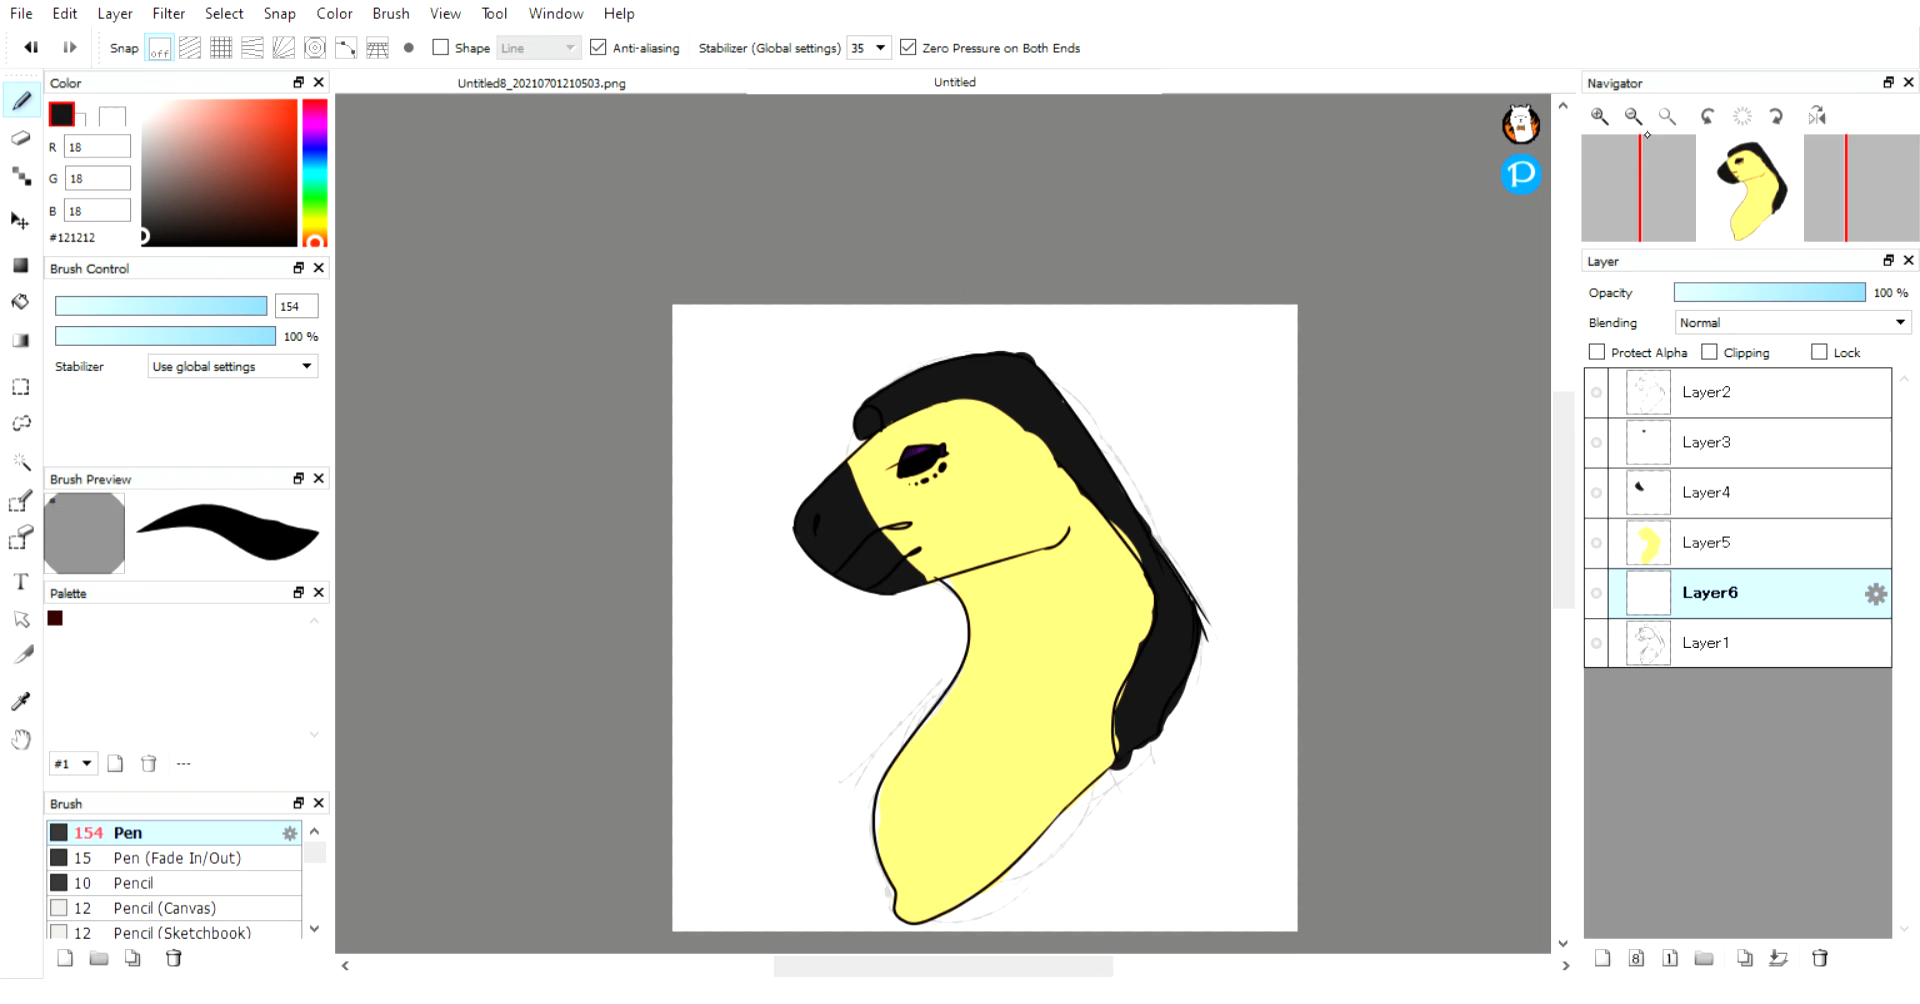 File Edit Layer Filter Select Snap Color Brush View Tool Window Help
Snap off Shape Line Anti-aliasing Stabilizer (Global settings) 35 Zero Pressure on Both Ends
Color
Untitled8_20210701210503.png
Untitled
Navigator
R 18
G 18
B 18
#121212
Brush Control
154
100 %
Stabilizer Use global settings
Brush Preview
Palette
#1
---
Brush
154 Pen
15 Pen (Fade In/Out)
10 Pencil
12 Pencil (Canvas)
12 Pencil (Sketchbook)
T
P
Layer
Opacity 100 %
Blending Normal
Protect Alpha Clipping Lock
Layer2
Layer3
Layer4
Layer5
Layer6
Layer1
8 1